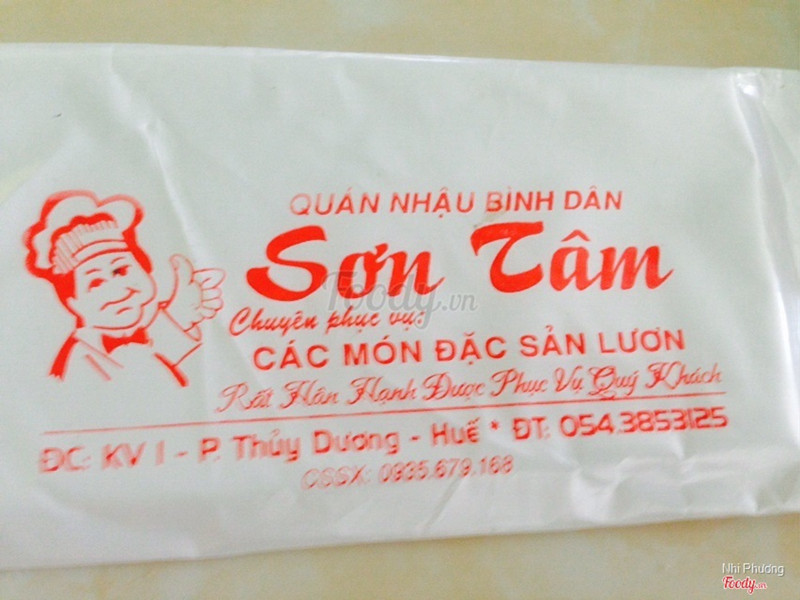 QUÁN NHẬU BÌNH DÂN
Sơn Tâm
Foody.vn
Chuyên phục vụ:
CÁC MÓN ĐẶC SẢN LƯƠN
Rất Hân Hạnh Được Phục Vụ Quý Khách
ĐC: KV I - P. Thủy Dương - Huế * ĐT: 054.3853125
CSSX: 0935.679.168
Nhi Phương
Foody.vn